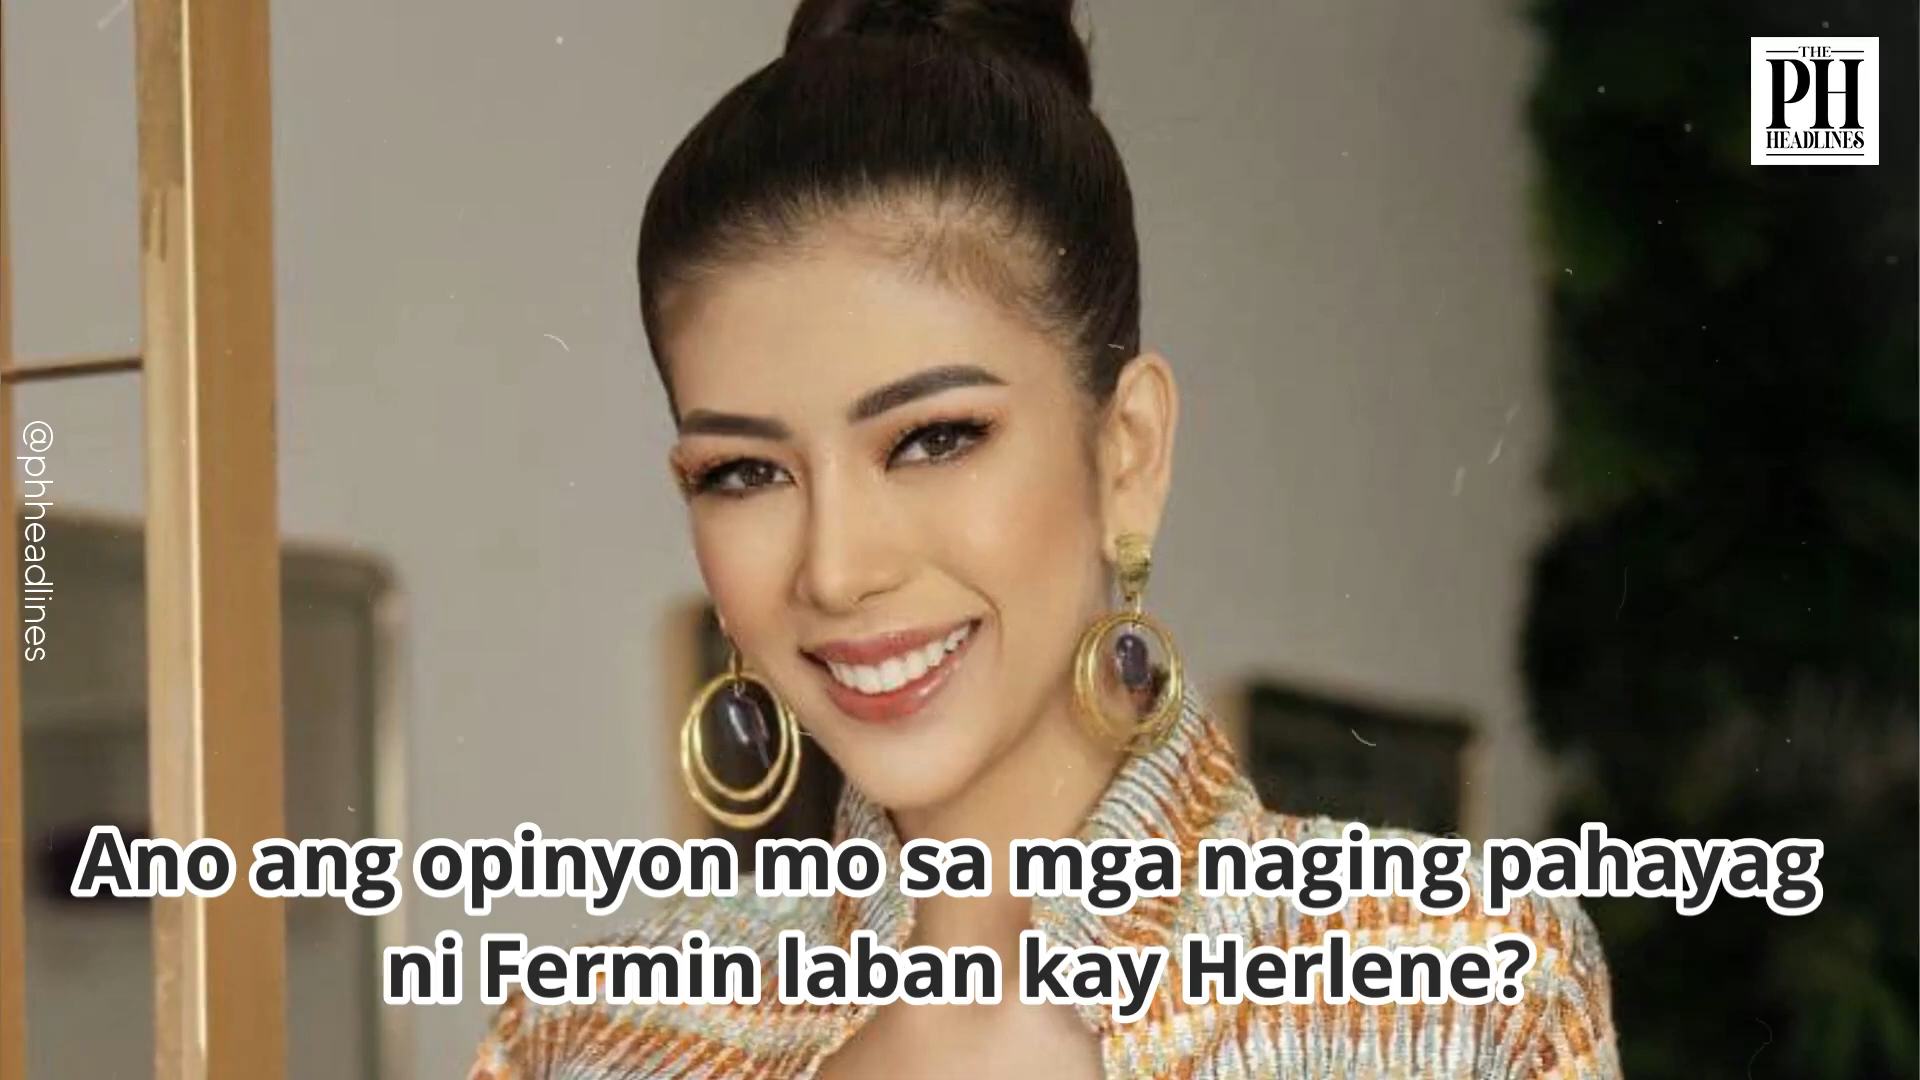 THE
PH
HEADLINES
@phheadlines
Ano ang opinyon mo sa mga naging pahayag
ni Fermin laban kay Herlene?